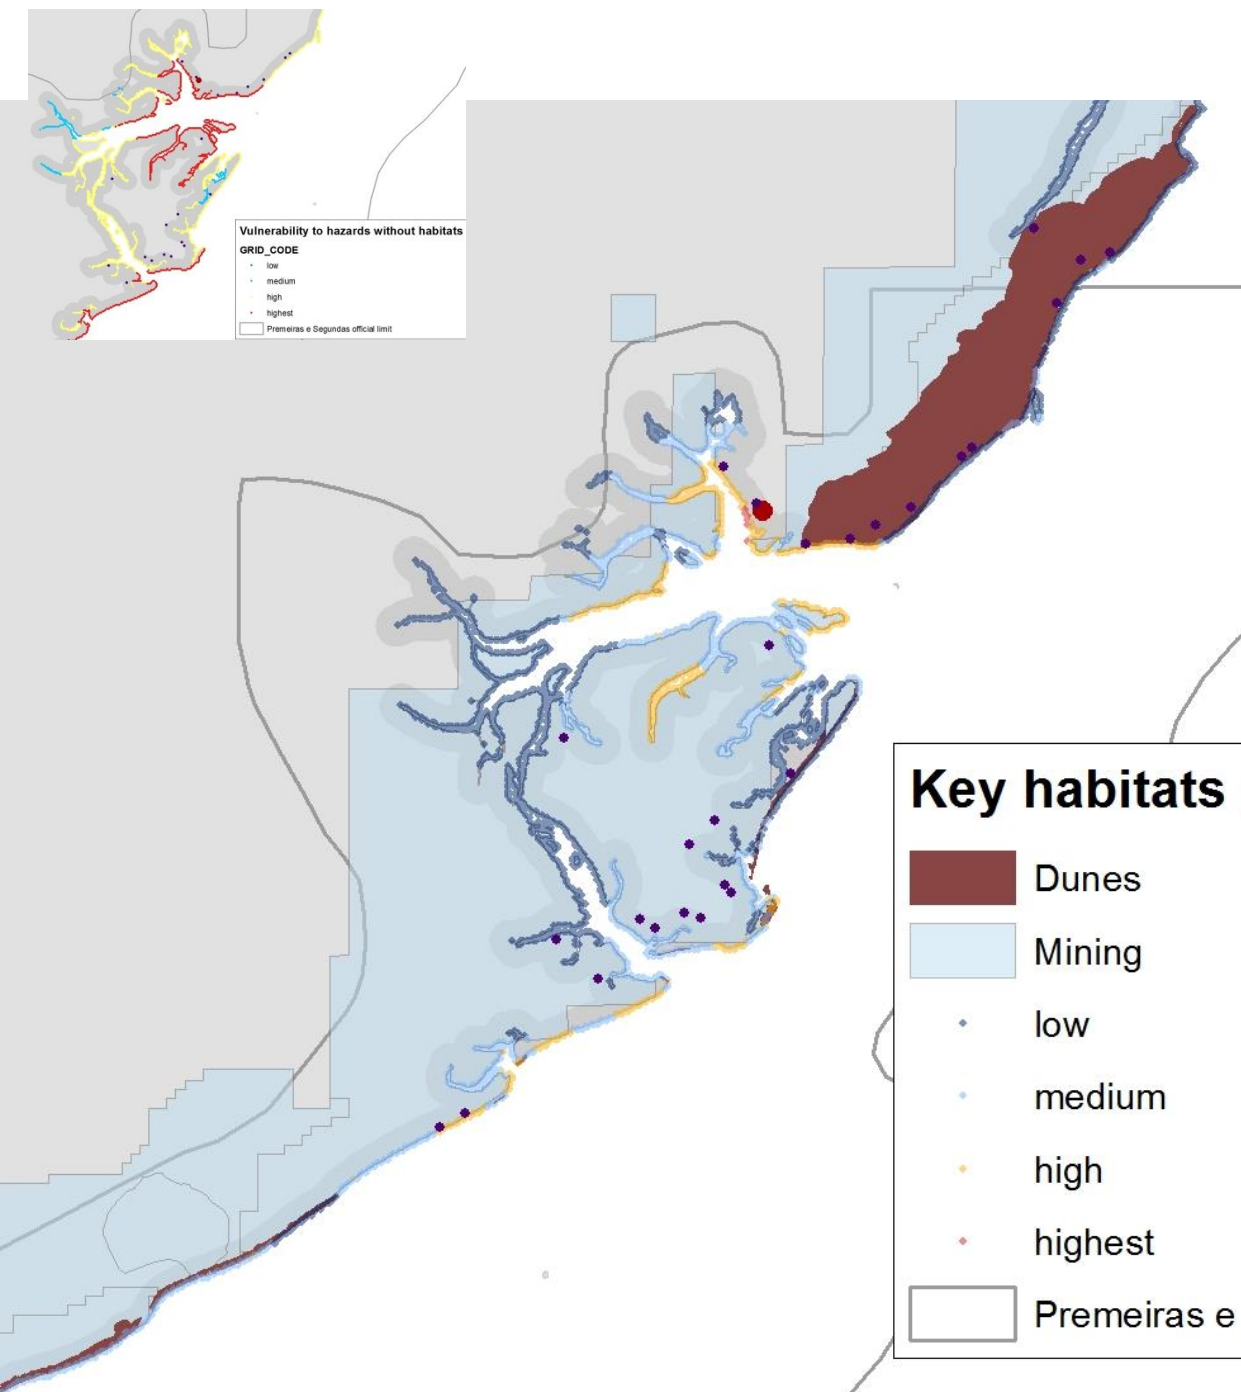 Vulnerability to hazards without habitats
GRID_CODE
low
medium
high
highest
Premeiras e Segundas official limit
Key habitats
Dunes
Mining
low
medium
high
highest
Premeiras e